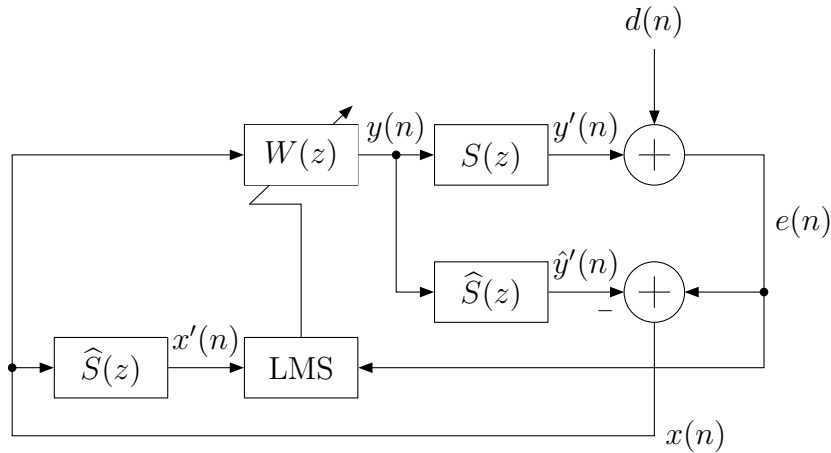 d(n)
W(z)
y(n)
S(z)
y′(n)
+
e(n)
Ŝ(z)
ŷ′(n)
+
−
Ŝ(z)
x′(n)
LMS
x(n)